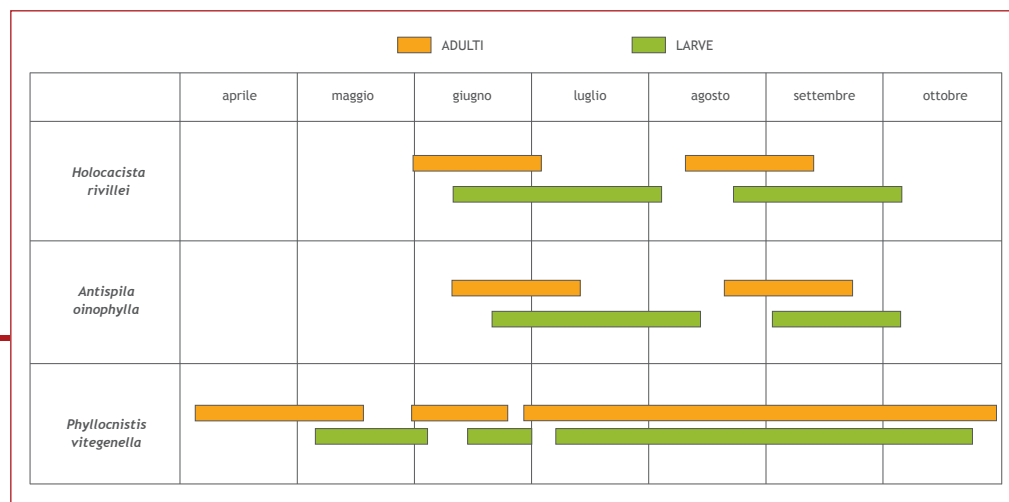 ADULTI
LARVE
aprile
maggio
giugno
luglio
agosto
settembre
ottobre
Holocacista
rivillei
Antispila
oinophylla
Phyllocnistis
vitegenella